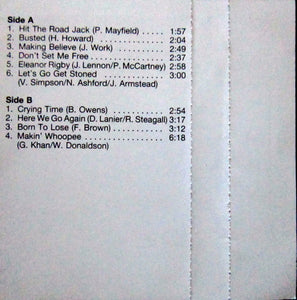 Side A
1. Hit The Road Jack (P. Mayfield) ..... 1:57
2. Busted (H. Howard) ............. 2:04
3. Making Believe (J. Work) ........ 2:49
4. Don't Set Me Free ............. 2:37
5. Eleanor Rigby (J. Lennon/P. McCartney) 2:58
6. Let's Go Get Stoned ............ 3:00
(V. Simpson/N. Ashford/J. Armstead)
Side B
1. Crying Time (B. Owens) ......... 2:54
2. Here We Go Again (D. Lanier/R. Steagall) 3:17
3. Born To Lose (F. Brown) ......... 3:12
4. Makin' Whoopee ............... 6:18
(G. Khan/W. Donaldson)